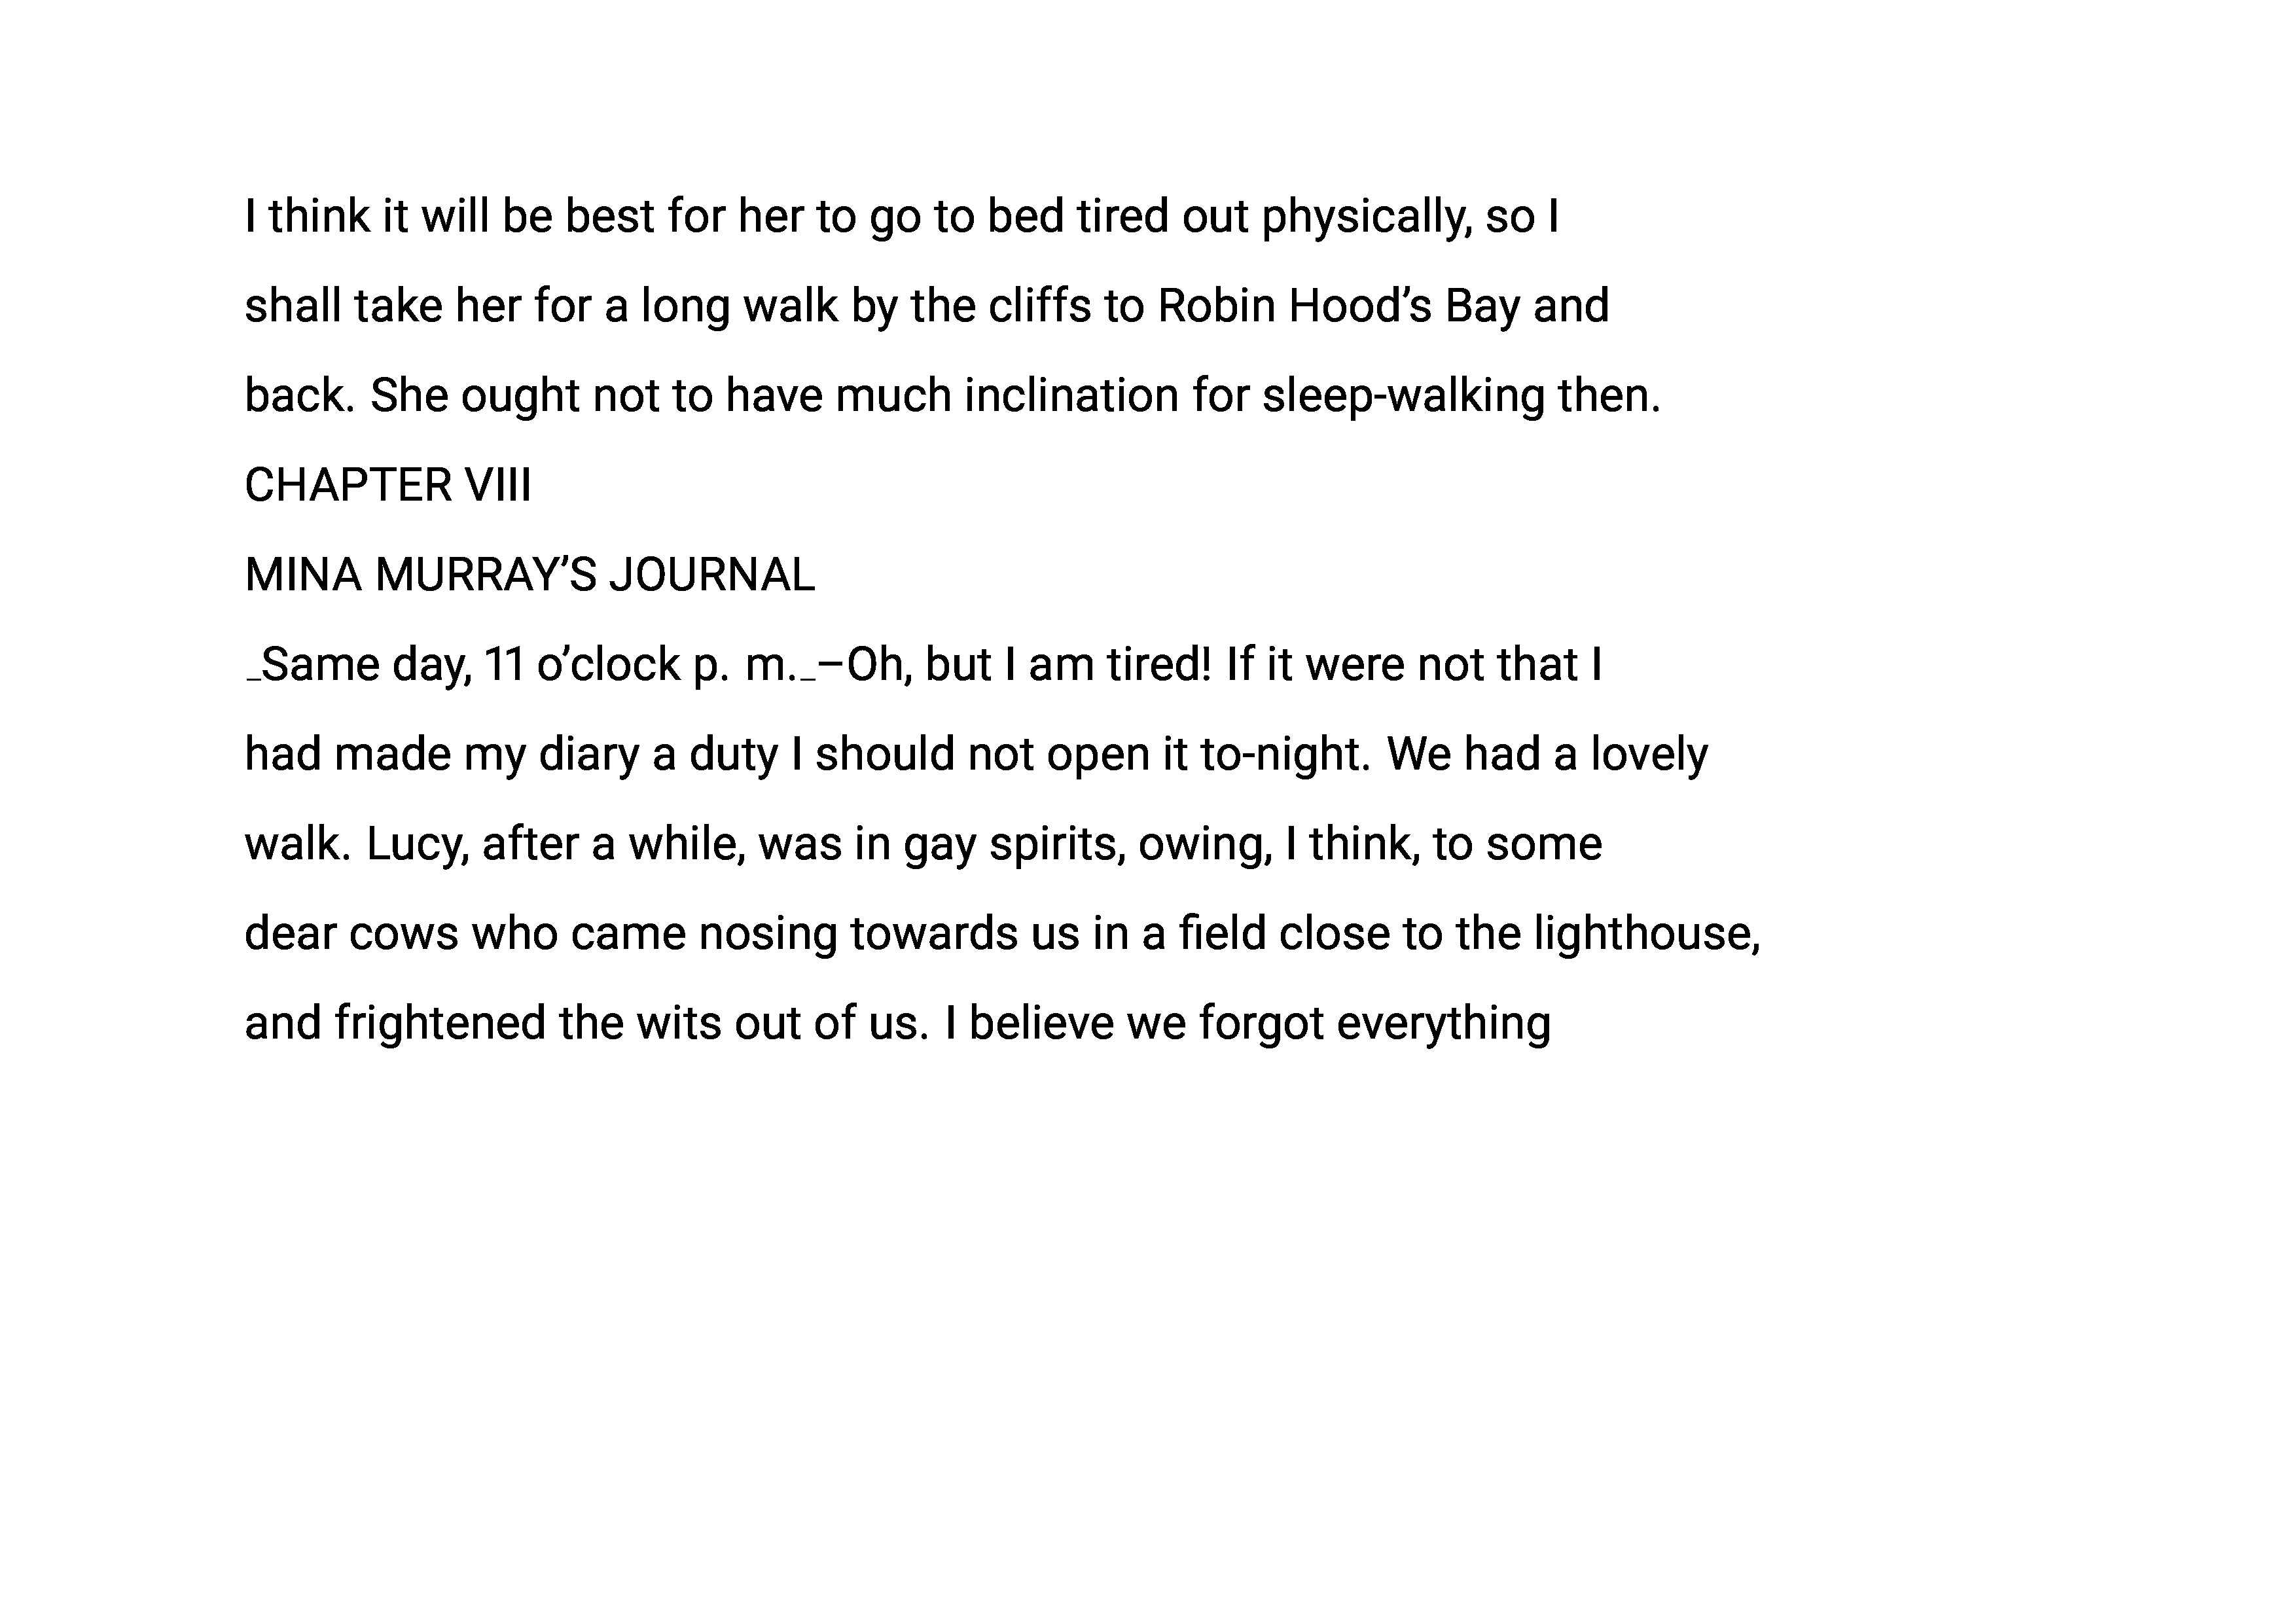 I think it will be best for her to go to bed tired out physically, so I
shall take her for a long walk by the cliffs to Robin Hood’s Bay and
back. She ought not to have much inclination for sleep-walking then.
CHAPTER VIII
MINA MURRAY’S JOURNAL
_Same day, 11 o’clock p. m._–Oh, but I am tired! If it were not that I
had made my diary a duty I should not open it to-night. We had a lovely
walk. Lucy, after a while, was in gay spirits, owing, I think, to some
dear cows who came nosing towards us in a field close to the lighthouse,
and frightened the wits out of us. I believe we forgot everything